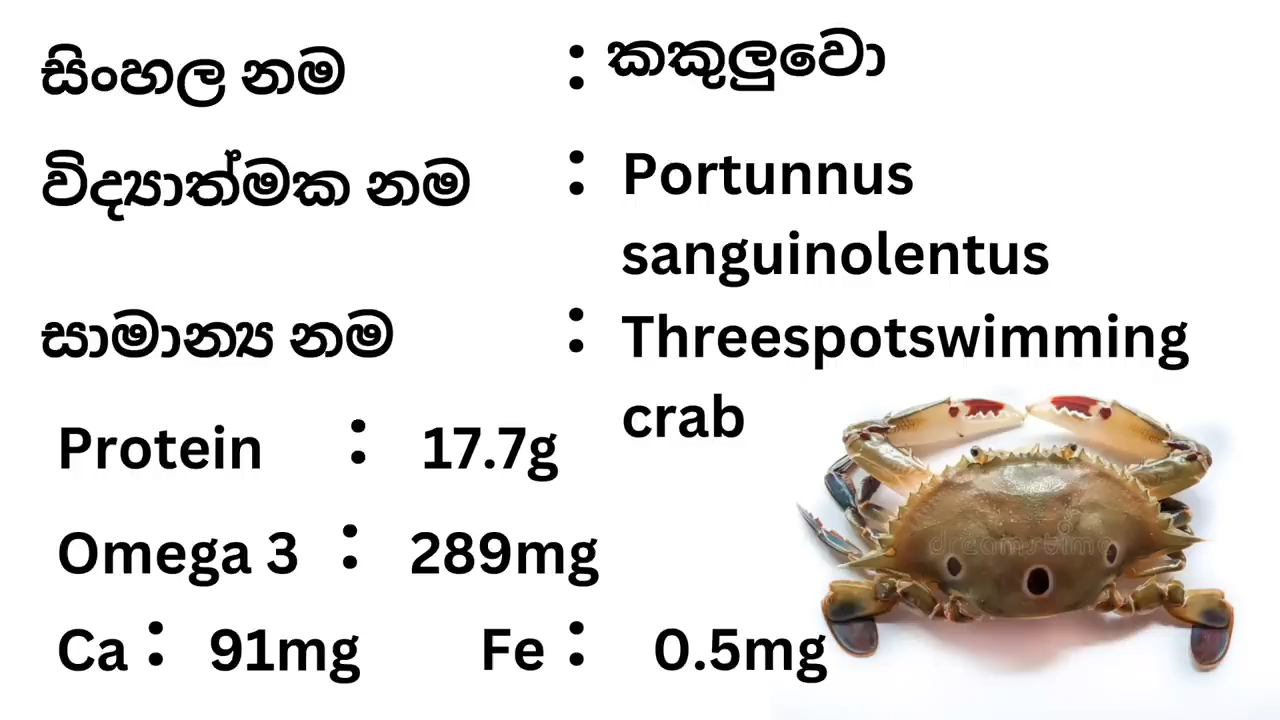 සිංහල නම : කකුලුවො
විද්‍යාත්මක නම : Portunnus
sanguinolentus
සාමාන්‍ය නම : Threespotswimming
crab
Protein : 17.7g
Omega 3 : 289mg
Ca : 91mg Fe : 0.5mg
dreamstime